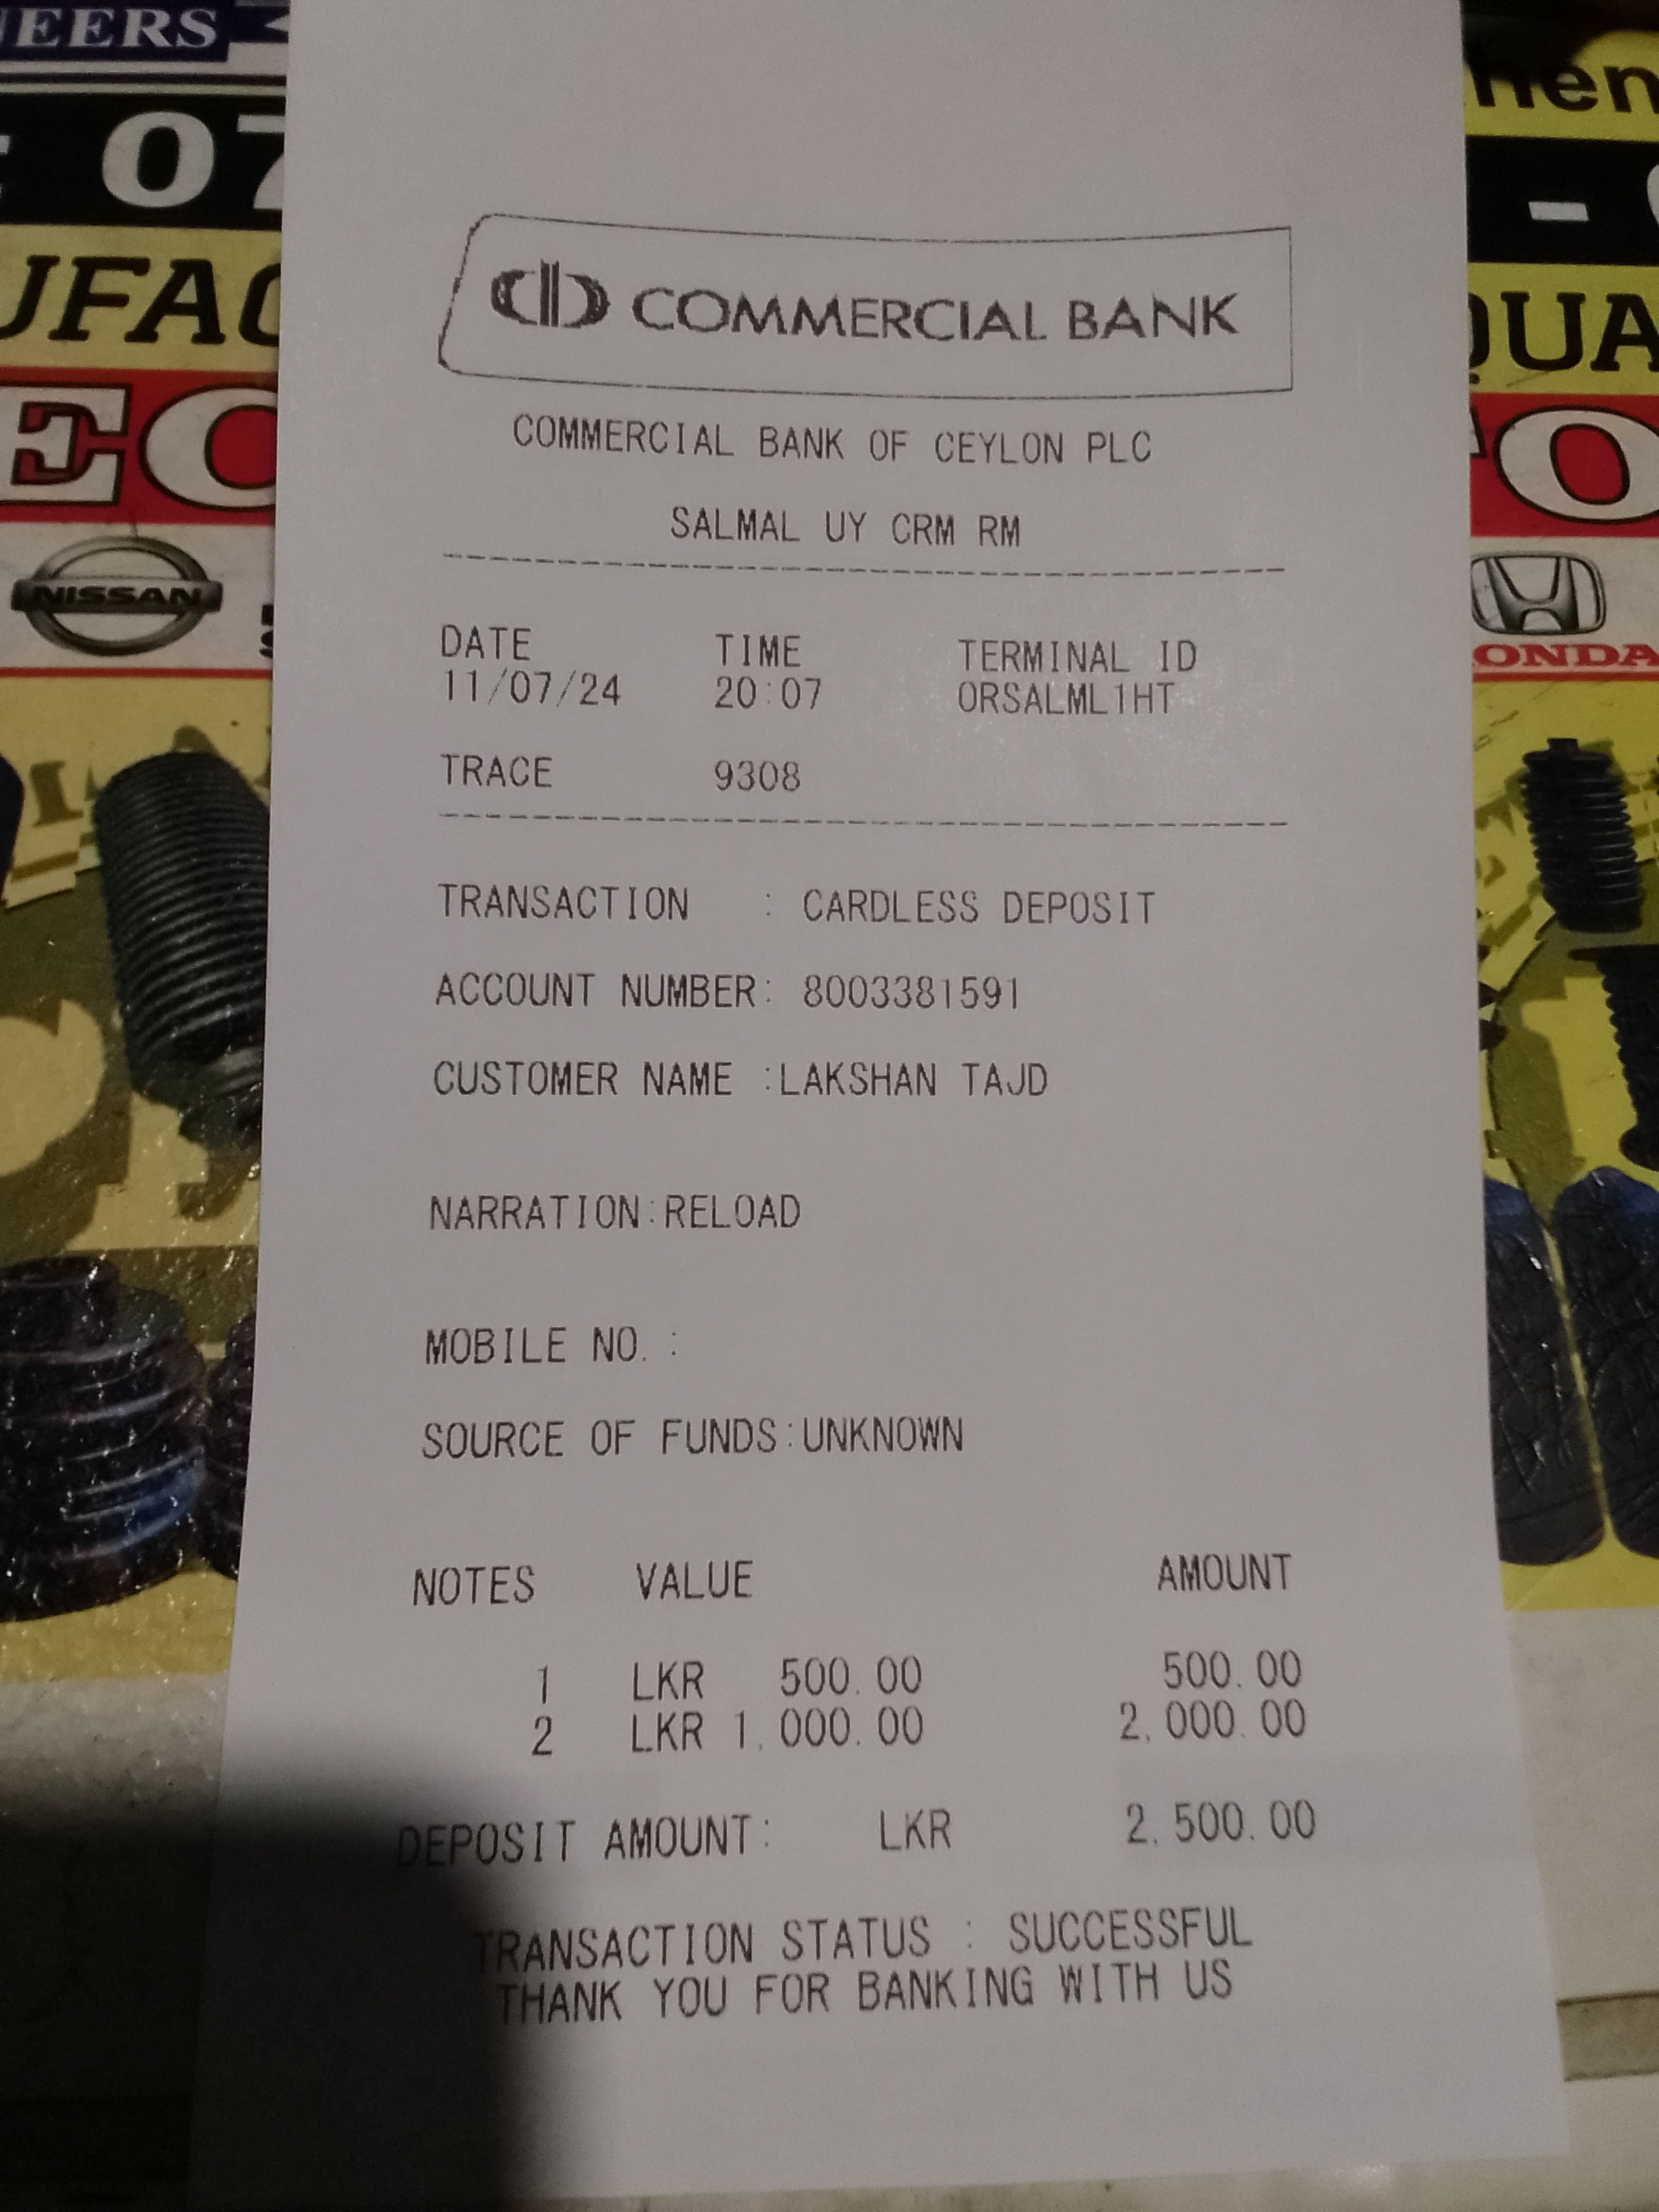 NEERS
07
UFAC
EC
NISSAN
QUA
TO
HONDA
COMMERCIAL BANK
COMMERCIAL BANK OF CEYLON PLC
SALMAL UY CRM RM
DATE TIME TERMINAL ID
11/07/24 20:07 ORSALML1HT
TRACE 9308
TRANSACTION : CARDLESS DEPOSIT
ACCOUNT NUMBER: 8003381591
CUSTOMER NAME :LAKSHAN TAJD
NARRATION:RELOAD
MOBILE NO. :
SOURCE OF FUNDS:UNKNOWN
NOTES VALUE AMOUNT
1 LKR 500.00 500.00
2 LKR 1,000.00 2,000.00
DEPOSIT AMOUNT: LKR 2,500.00
TRANSACTION STATUS : SUCCESSFUL
THANK YOU FOR BANKING WITH US